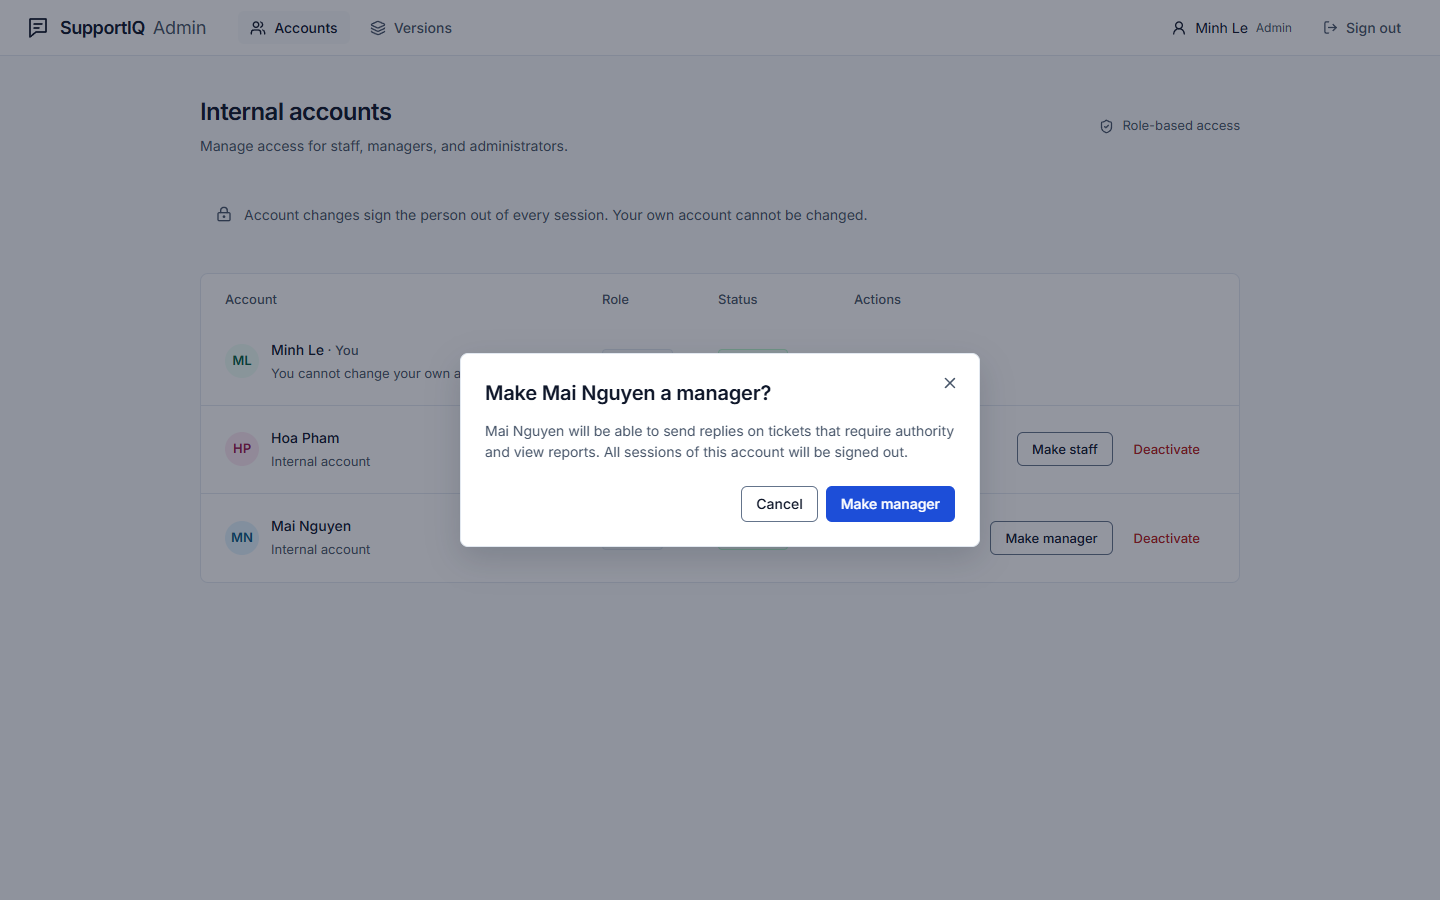 SupportIQ Admin
Accounts
Versions
Minh Le Admin
Sign out
Internal accounts
Manage access for staff, managers, and administrators.
Role-based access
Account changes sign the person out of every session. Your own account cannot be changed.
Account Role Status Actions
ML
Minh Le · You
You cannot change your own a
HP
Hoa Pham
Internal account
Make staff
Deactivate
MN
Mai Nguyen
Internal account
Make manager
Deactivate
Make Mai Nguyen a manager?
Mai Nguyen will be able to send replies on tickets that require authority
and view reports. All sessions of this account will be signed out.
Cancel
Make manager